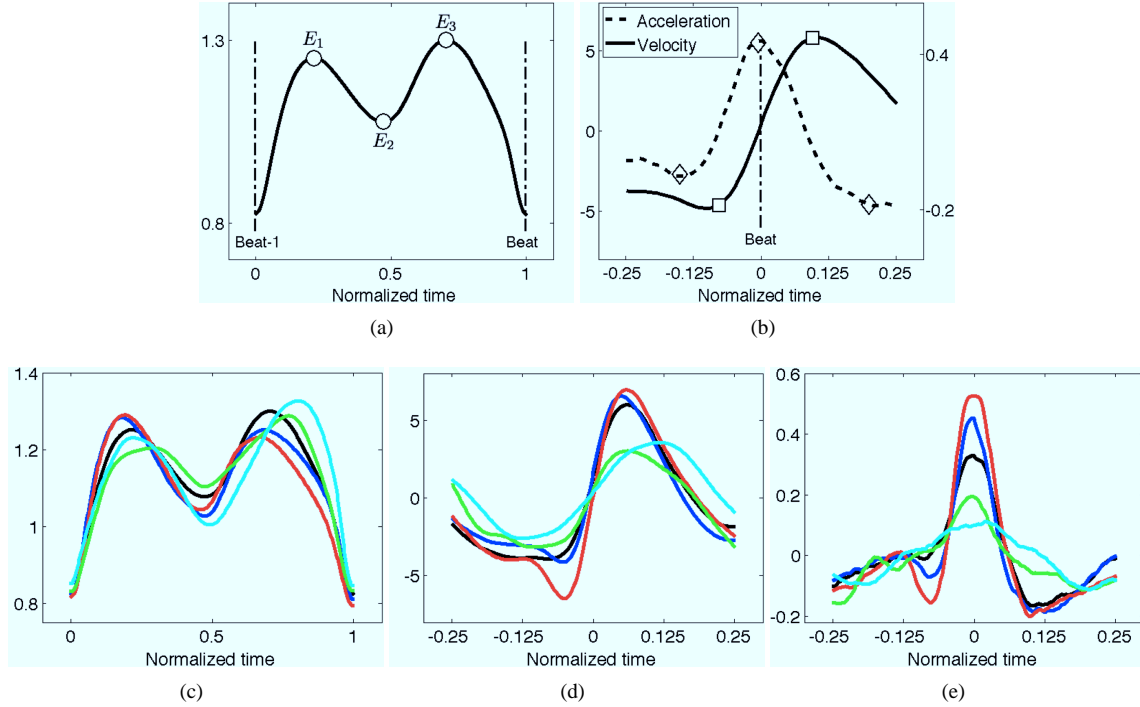 1.3
0.8
E1
E2
E3
Beat-1
Beat
0
0.5
1
Normalized time
(a)
Acceleration
Velocity
5
0
-5
0.4
-0.2
Beat
-0.25
-0.125
0
0.125
0.25
Normalized time
(b)
1.4
1.2
1
0.8
0
0.5
1
Normalized time
(c)
5
0
-5
-0.25
-0.125
0
0.125
0.25
Normalized time
(d)
0.6
0.4
0.2
0
-0.2
-0.25
-0.125
0
0.125
0.25
Normalized time
(e)